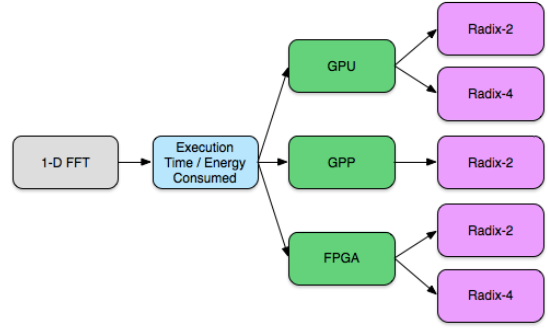 1-D FFT
Execution
Time / Energy
Consumed
GPU
Radix-2
Radix-4
GPP
Radix-2
FPGA
Radix-2
Radix-4